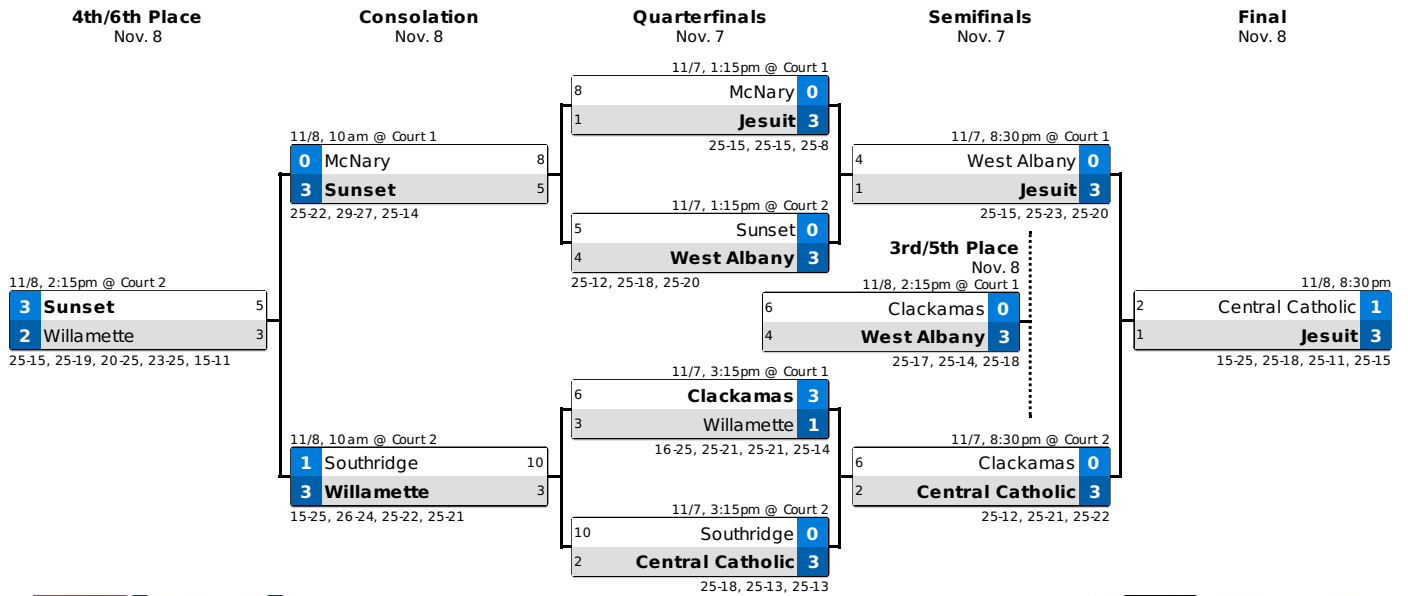 4th/6th Place
Nov. 8
Consolation
Nov. 8
Quarterfinals
Nov. 7
Semifinals
Nov. 7
Final
Nov. 8
11/8, 2:15pm @ Court 2
3 Sunset 5
2 Willamette 3
25-15, 25-19, 20-25, 23-25, 15-11
11/8, 10am @ Court 1
0 McNary 8
3 Sunset 5
25-22, 29-27, 25-14
11/8, 10am @ Court 2
1 Southridge 10
3 Willamette 3
15-25, 26-24, 25-22, 25-21
11/7, 1:15pm @ Court 1
8 McNary 0
1 Jesuit 3
25-15, 25-15, 25-8
11/7, 1:15pm @ Court 2
5 Sunset 0
4 West Albany 3
25-12, 25-18, 25-20
11/7, 3:15pm @ Court 1
6 Clackamas 3
3 Willamette 1
16-25, 25-21, 25-21, 25-14
11/7, 3:15pm @ Court 2
10 Southridge 0
2 Central Catholic 3
25-18, 25-13, 25-13
11/7, 8:30pm @ Court 1
4 West Albany 0
1 Jesuit 3
25-15, 25-23, 25-20
3rd/5th Place
Nov. 8
11/8, 2:15pm @ Court 1
6 Clackamas 0
4 West Albany 3
25-17, 25-14, 25-18
11/7, 8:30pm @ Court 2
6 Clackamas 0
2 Central Catholic 3
25-12, 25-21, 25-22
11/8, 8:30pm
2 Central Catholic 1
1 Jesuit 3
15-25, 25-18, 25-11, 25-15